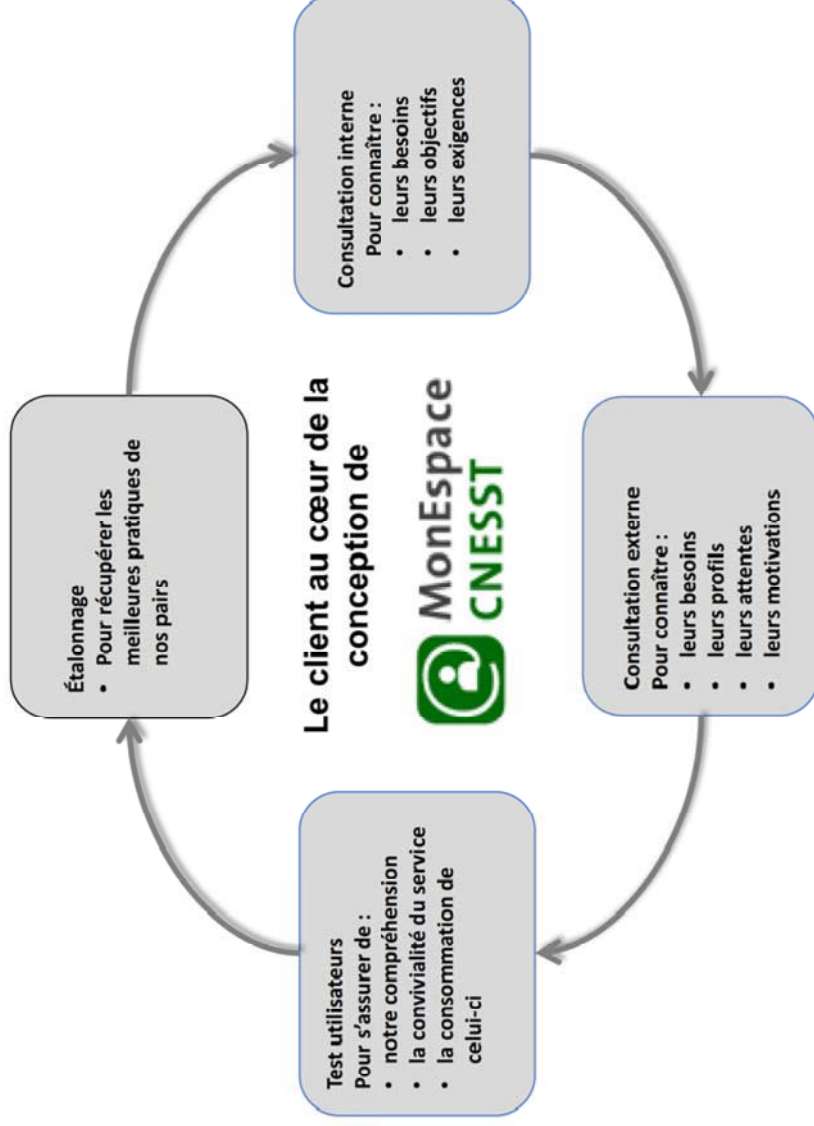 Étalonnage
• Pour récupérer les
meilleures pratiques de
nos pairs
Consultation interne
Pour connaître :
• leurs besoins
• leurs objectifs
• leurs exigences
Consultation externe
Pour connaître :
• leurs besoins
• leurs profils
• leurs attentes
• leurs motivations
Test utilisateurs
Pour s’assurer de :
• notre compréhension
• la convivialité du service
• la consommation de
celui-ci
Le client au cœur de la
conception de
MonEspace
CNESST